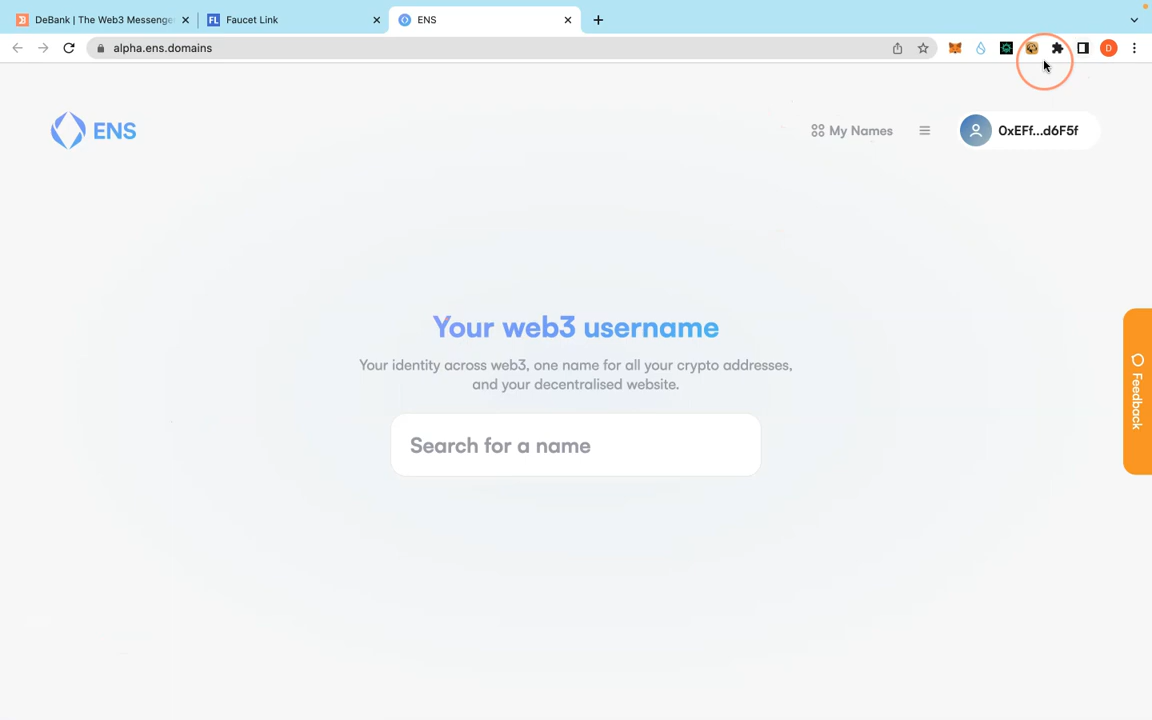 DeBank | The Web3 Messenge
Faucet Link
ENS
alpha.ens.domains
D
ENS
My Names
0xEFf...d6F5f
Your web3 username
Your identity across web3, one name for all your crypto addresses,
and your decentralised website.
Search for a name
Feedback